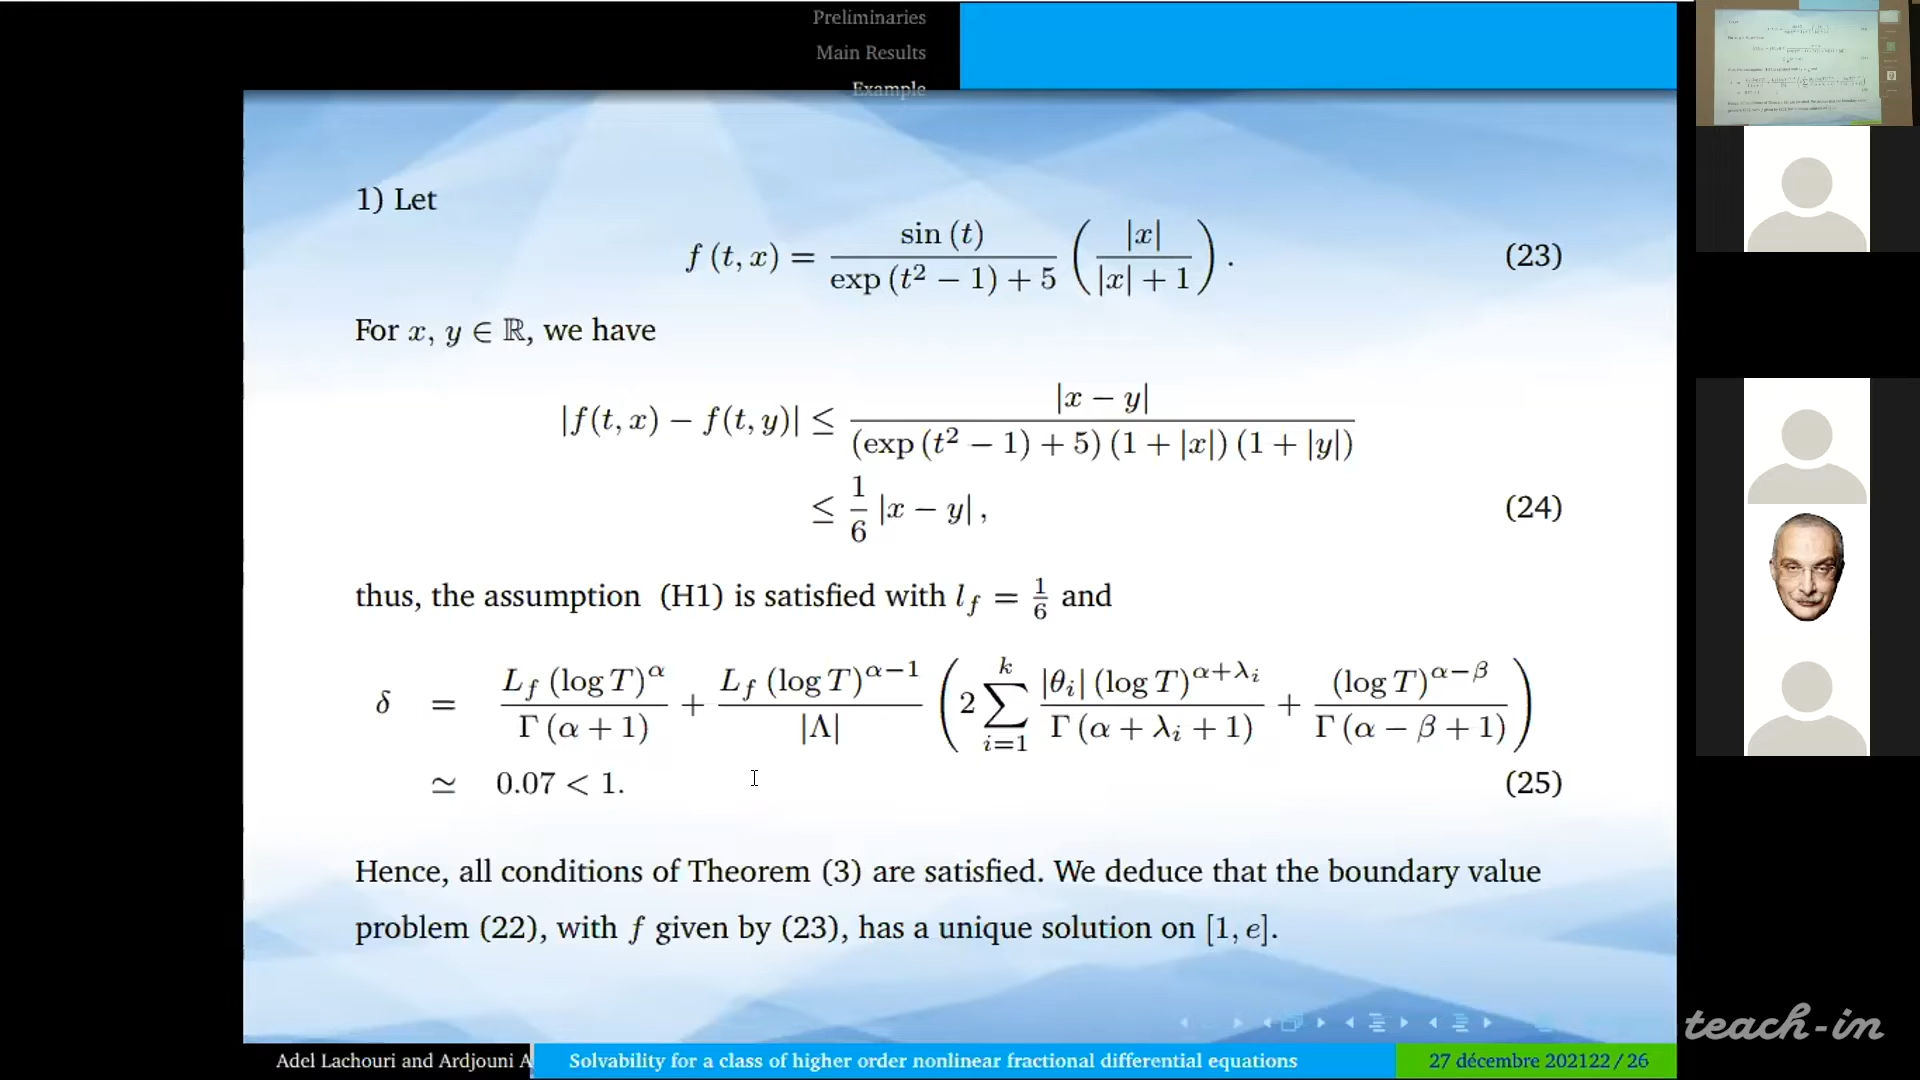 Preliminaries
Main Results
Example
1) Let
f (t, x) = sin (t) / (exp (t² − 1) + 5) ( |x| / (|x| + 1) ) . (23)
For x, y ∈ ℝ, we have
|f(t, x) − f(t, y)| ≤ |x − y| / ((exp (t² − 1) + 5) (1 + |x|) (1 + |y|))
≤ 1/6 |x − y| , (24)
thus, the assumption (H1) is satisfied with l_f = 1/6 and
δ = L_f (log T)^α / Γ (α + 1) + L_f (log T)^{α−1} / |Λ| ( 2 ∑_{i=1}^{k} |θ_i| (log T)^{α+λ_i} / Γ (α + λ_i + 1) + (log T)^{α−β} / Γ (α − β + 1) )
≃ 0.07 < 1. (25)
Hence, all conditions of Theorem (3) are satisfied. We deduce that the boundary value
problem (22), with f given by (23), has a unique solution on [1, e].
teach-in
Adel Lachouri and Ardjouni A Solvability for a class of higher order nonlinear fractional differential equations 27 décembre 202122 / 26